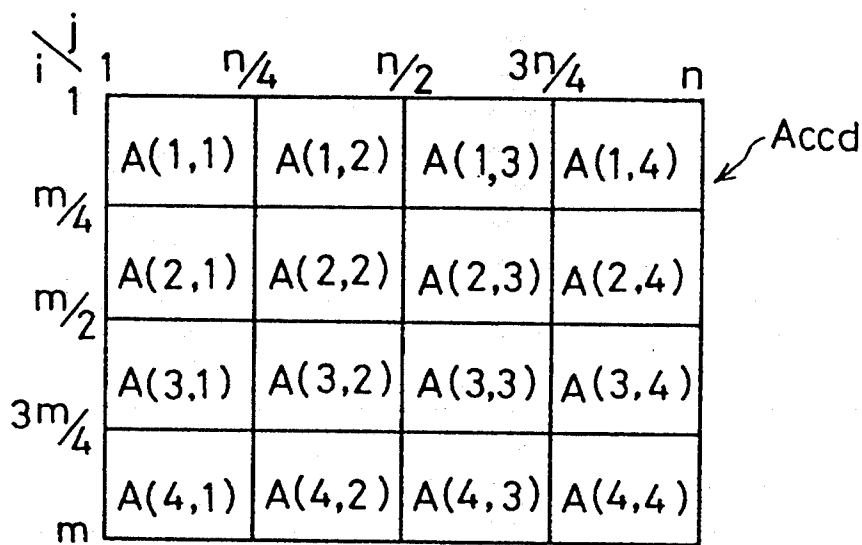 j
i 1 n/4 n/2 3n/4 n
1
A(1,1) A(1,2) A(1,3) A(1,4) Accd
m/4
A(2,1) A(2,2) A(2,3) A(2,4)
m/2
A(3,1) A(3,2) A(3,3) A(3,4)
3m/4
A(4,1) A(4,2) A(4,3) A(4,4)
m